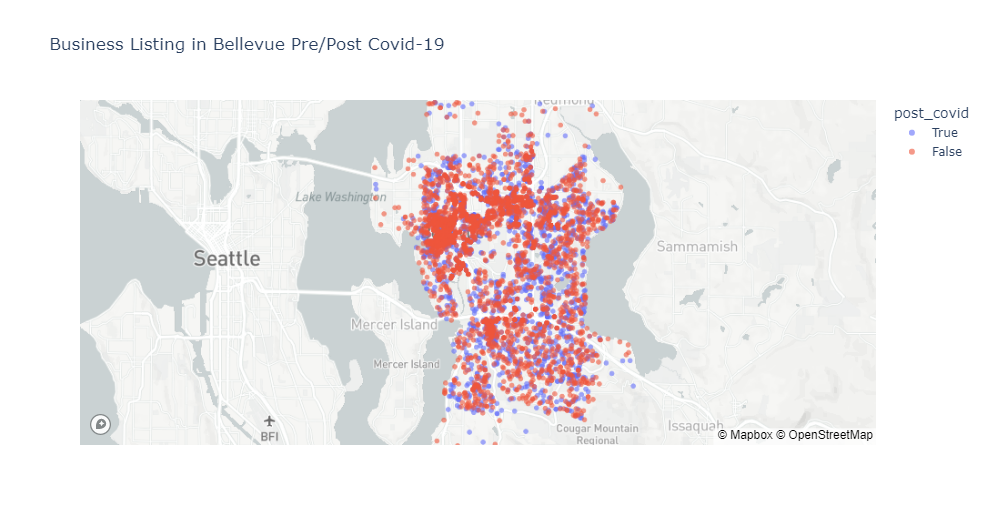 Business Listing in Bellevue Pre/Post Covid-19
post_covid
True
False
Redmond
Lake Washington
Sammamish
Seattle
Mercer Island
Mercer Island
BFI
Cougar Mountain
Regional
Issaquah
© Mapbox © OpenStreetMap